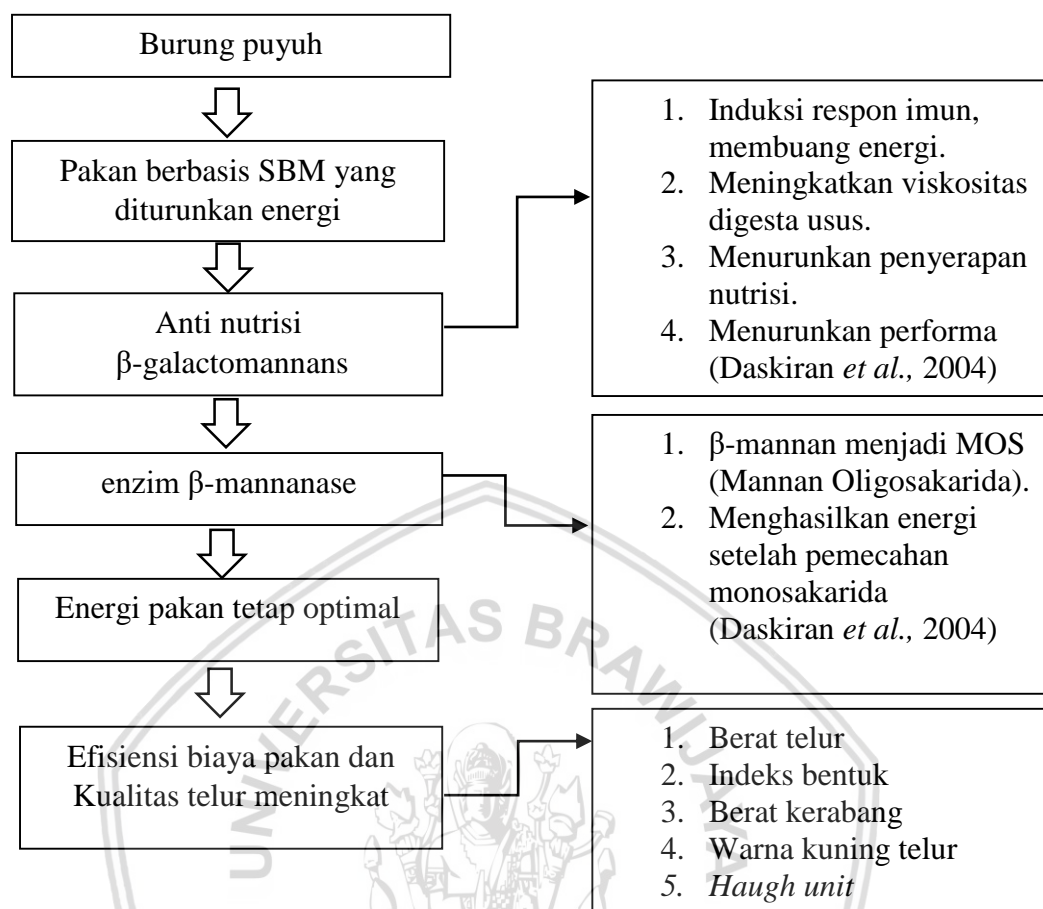 Burung puyuh
Pakan berbasis SBM yang
diturunkan energi
Anti nutrisi
β-galactomannans
enzim β-mannanase
Energi pakan tetap optimal
Efisiensi biaya pakan dan
Kualitas telur meningkat
1. Induksi respon imun,
membuang energi.
2. Meningkatkan viskositas
digesta usus.
3. Menurunkan penyerapan
nutrisi.
4. Menurunkan performa
(Daskiran et al., 2004)
1. β-mannan menjadi MOS
(Mannan Oligosakarida).
2. Menghasilkan energi
setelah pemecahan
monosakarida
(Daskiran et al., 2004)
1. Berat telur
2. Indeks bentuk
3. Berat kerabang
4. Warna kuning telur
5. Haugh unit
UNIVERSITAS BRAWIJAYA